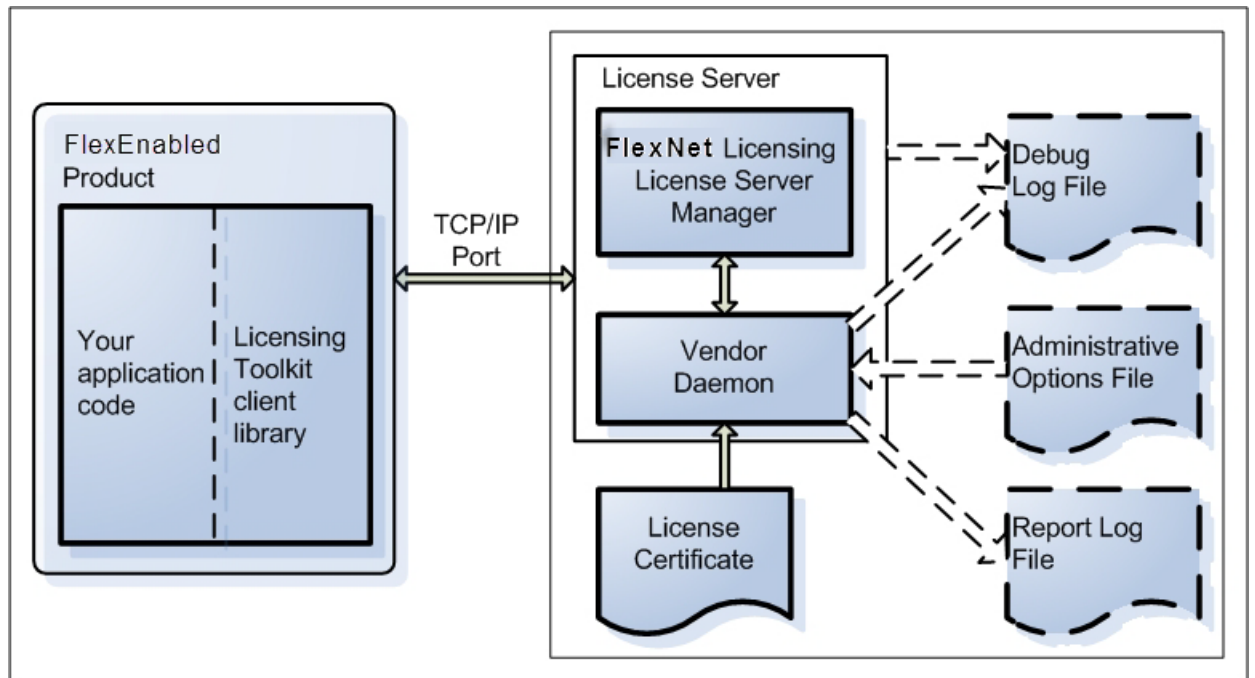 FlexEnabled
Product
Your
application
code
Licensing
Toolkit
client
library
TCP/IP
Port
License Server
FlexNet Licensing
License Server
Manager
Vendor
Daemon
License
Certificate
Debug
Log File
Administrative
Options File
Report Log
File